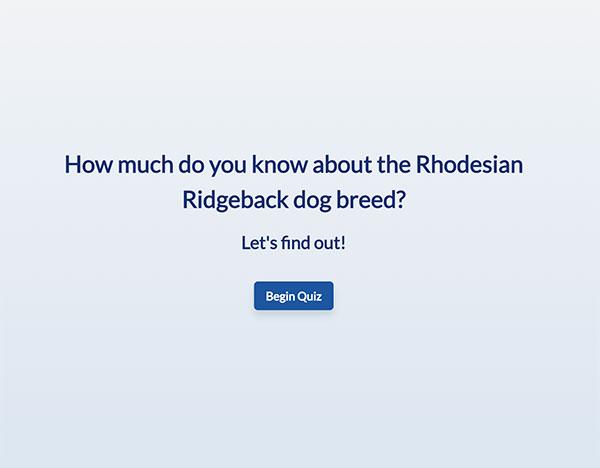 How much do you know about the Rhodesian
Ridgeback dog breed?
Let's find out!
Begin Quiz